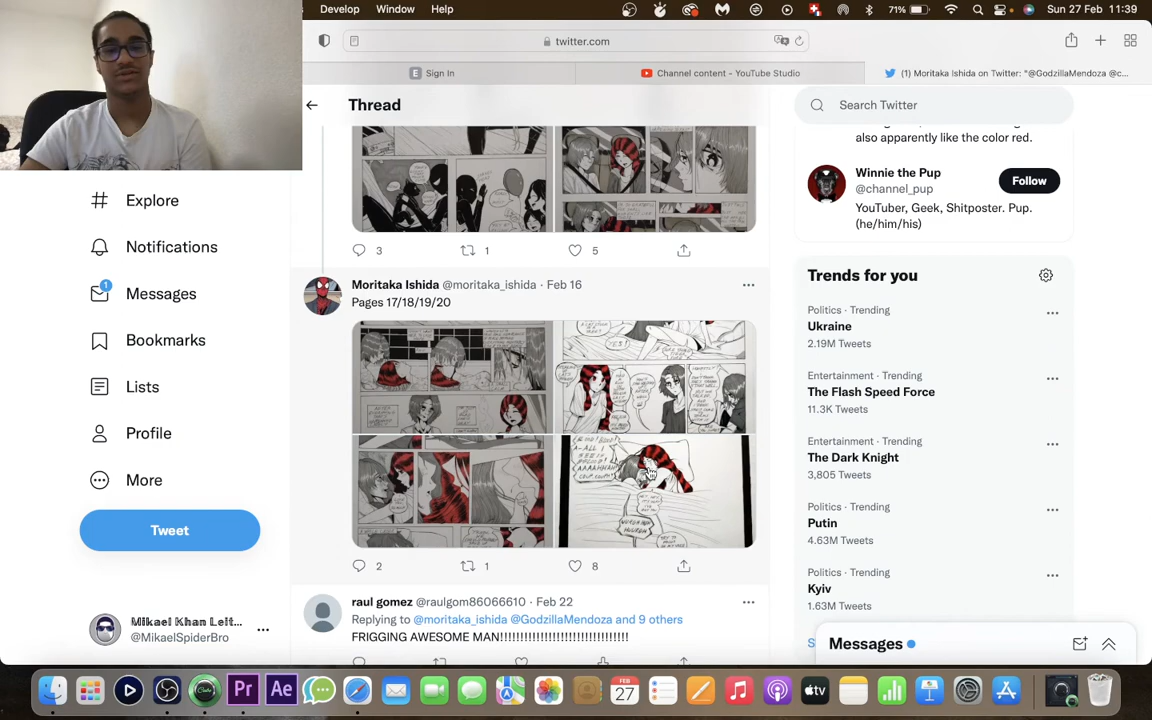 Develop Window Help
71% Sun 27 Feb 11:39
twitter.com
Sign In
Channel content - YouTube Studio
(1) Moritaka Ishida on Twitter: "@GodzillaMendoza @c...
Thread
Search Twitter
also apparently like the color red.
Winnie the Pup
@channel_pup
Follow
YouTuber, Geek, Shitposter. Pup.
(he/him/his)
Explore
Notifications
1
Messages
Bookmarks
Lists
Profile
More
Tweet
Mikael Khan Leit...
@MikaelSpiderBro
3 1 5
Moritaka Ishida @moritaka_ishida · Feb 16
Pages 17/18/19/20
2 1 8
raul gomez @raulgom86066610 · Feb 22
Replying to @moritaka_ishida @GodzillaMendoza and 9 others
Trends for you
Politics · Trending
Ukraine
2.19M Tweets
Entertainment · Trending
The Flash Speed Force
11.3K Tweets
Entertainment · Trending
The Dark Knight
3,805 Tweets
Politics · Trending
Putin
4.63M Tweets
Politics · Trending
Kyiv
1.63M Tweets
Messages
Pr Ae
FEB
27
tv